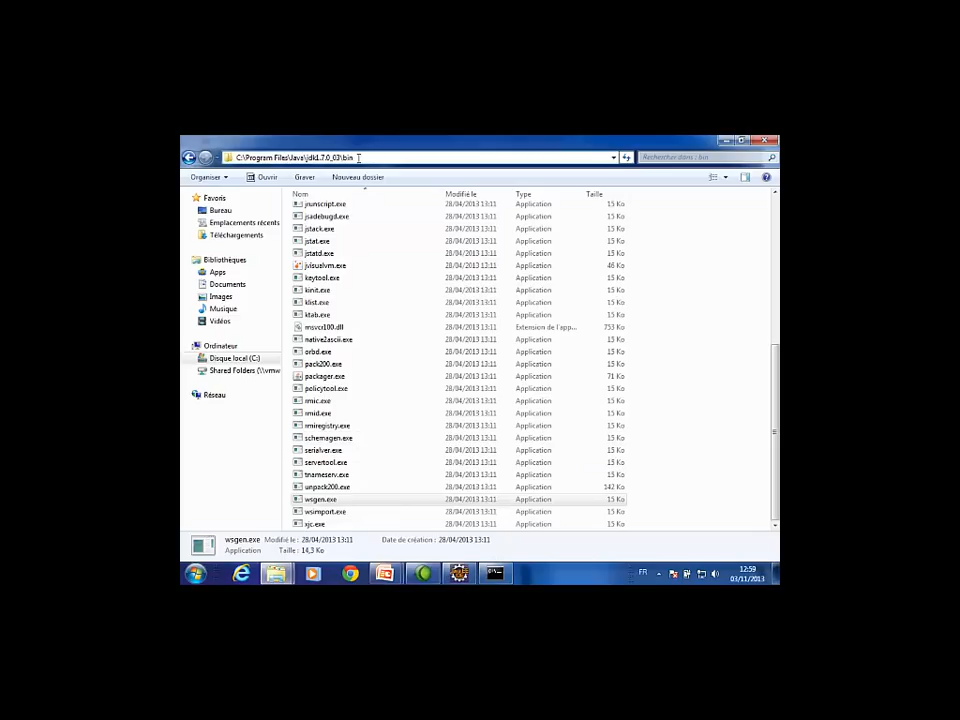 C:\Program Files\Java\jdk1.7.0_03\bin
Rechercher dans : bin
Organiser Ouvrir Graver Nouveau dossier
Nom Modifié le Type Taille
Favoris
Bureau
Emplacements récents
Téléchargements
Bibliothèques
Apps
Documents
Images
Musique
Vidéos
Ordinateur
Disque local (C:)
Shared Folders (\\vmw
Réseau
jrunscript.exe 28/04/2013 13:11 Application 15 Ko
jsadebugd.exe 28/04/2013 13:11 Application 15 Ko
jstack.exe 28/04/2013 13:11 Application 15 Ko
jstat.exe 28/04/2013 13:11 Application 15 Ko
jstatd.exe 28/04/2013 13:11 Application 15 Ko
jvisualvm.exe 28/04/2013 13:11 Application 46 Ko
keytool.exe 28/04/2013 13:11 Application 15 Ko
kinit.exe 28/04/2013 13:11 Application 15 Ko
klist.exe 28/04/2013 13:11 Application 15 Ko
ktab.exe 28/04/2013 13:11 Application 15 Ko
msvcr100.dll 28/04/2013 13:11 Extension de l'app... 753 Ko
native2ascii.exe 28/04/2013 13:11 Application 15 Ko
orbd.exe 28/04/2013 13:11 Application 15 Ko
pack200.exe 28/04/2013 13:11 Application 15 Ko
packager.exe 28/04/2013 13:11 Application 71 Ko
policytool.exe 28/04/2013 13:11 Application 15 Ko
rmic.exe 28/04/2013 13:11 Application 15 Ko
rmid.exe 28/04/2013 13:11 Application 15 Ko
rmiregistry.exe 28/04/2013 13:11 Application 15 Ko
schemagen.exe 28/04/2013 13:11 Application 15 Ko
serialver.exe 28/04/2013 13:11 Application 15 Ko
servertool.exe 28/04/2013 13:11 Application 15 Ko
tnameserv.exe 28/04/2013 13:11 Application 15 Ko
unpack200.exe 28/04/2013 13:11 Application 142 Ko
wsgen.exe 28/04/2013 13:11 Application 15 Ko
wsimport.exe 28/04/2013 13:11 Application 15 Ko
xjc.exe 28/04/2013 13:11 Application 15 Ko
wsgen.exe Modifié le : 28/04/2013 13:11 Date de création : 28/04/2013 13:11
Application Taille : 14,3 Ko
FR
12:59
03/11/2013